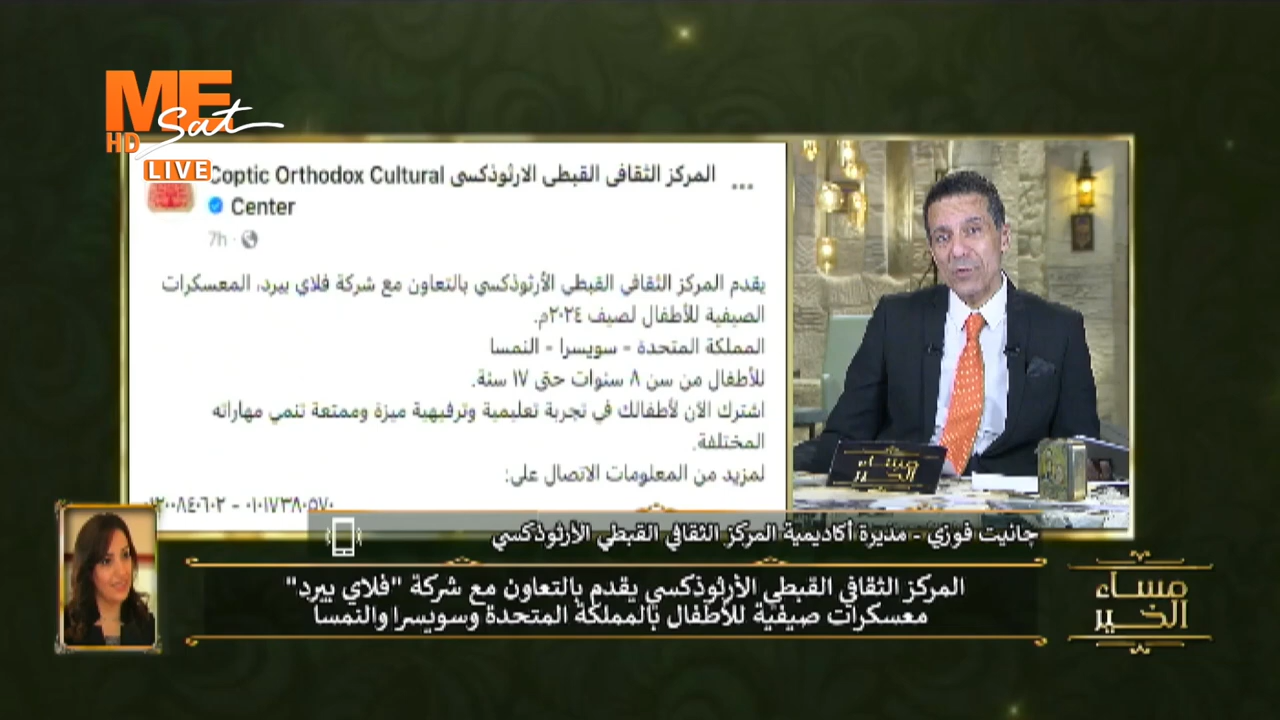 ME
Sat
HD
LIVE
Coptic Orthodox Cultural المركز الثقافى القبطى الارثوذكسى
Center
7h
يقدم المركز الثقافي القبطي الأرثوذكسي بالتعاون مع شركة فلاي بيرد، المعسكرات
الصيفية للأطفال لصيف ٢٠٢٤م.
المملكة المتحدة - سويسرا - النمسا
للأطفال من سن ٨ سنوات حتى ١٧ سنة.
اشترك الآن لأطفالك في تجربة تعليمية وترفيهية ميزة وممتعة تنمي مهاراته
المختلفة.
لمزيد من المعلومات الاتصال على:
مساء
الخير
جانيت فوزي - مديرة أكاديمية المركز الثقافي القبطي الأرثوذكسي
المركز الثقافي القبطي الأرثوذكسي يقدم بالتعاون مع شركة "فلاي بيرد"
معسكرات صيفية للأطفال بالمملكة المتحدة وسويسرا والنمسا
مساء
الخير